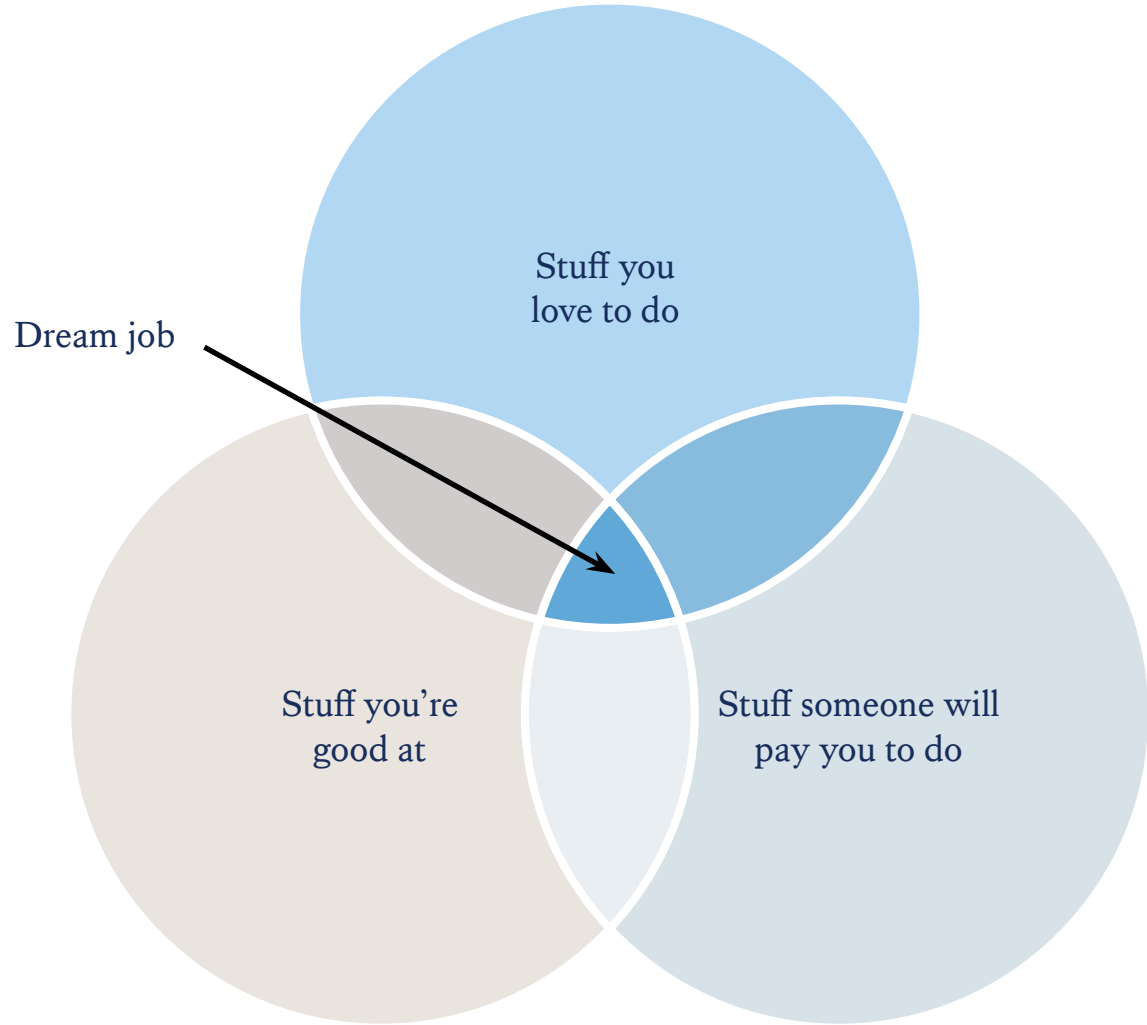 Stuff you
love to do
Dream job
Stuff you’re
good at
Stuff someone will
pay you to do